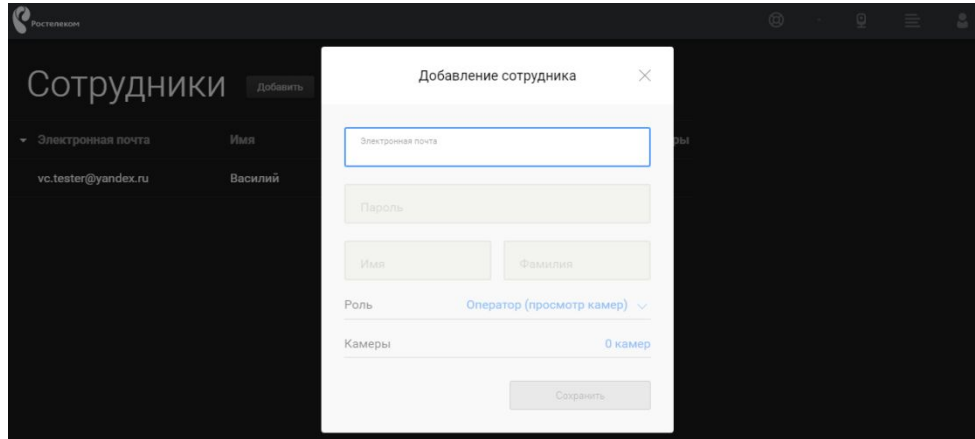 Ростелеком
Сотрудники Добавить
Электронная почта Имя ры
vc.tester@yandex.ru Василий
Добавление сотрудника
Электронная почта
Пароль
Имя Фамилия
Роль Оператор (просмотр камер)
Камеры 0 камер
Сохранить